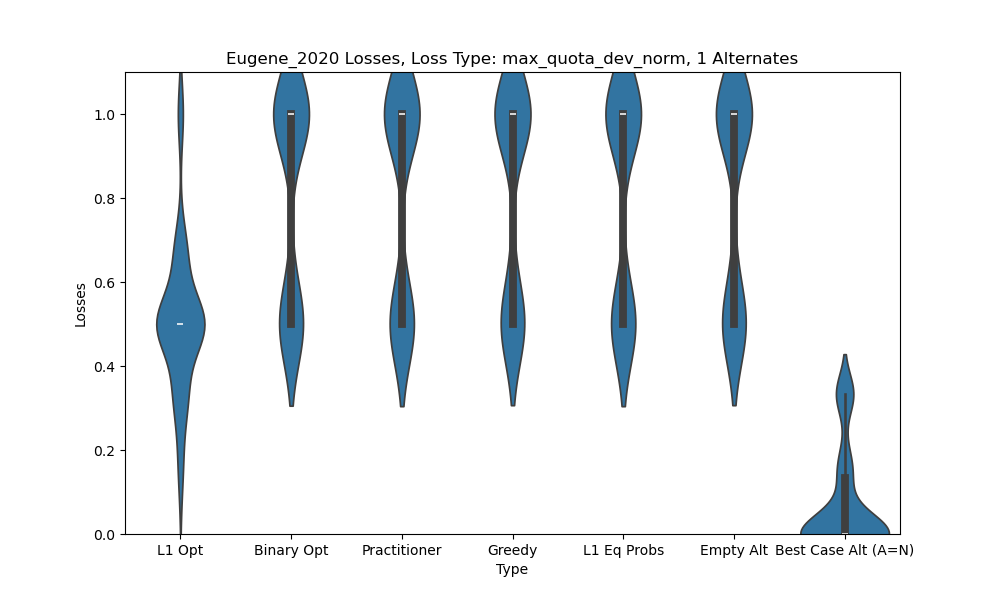 Eugene_2020 Losses, Loss Type: max_quota_dev_norm, 1 Alternates
1.0
0.8
0.6
0.4
0.2
0.0
Losses
L1 Opt Binary Opt Practitioner Greedy L1 Eq Probs Empty Alt Best Case Alt (A=N)
Type